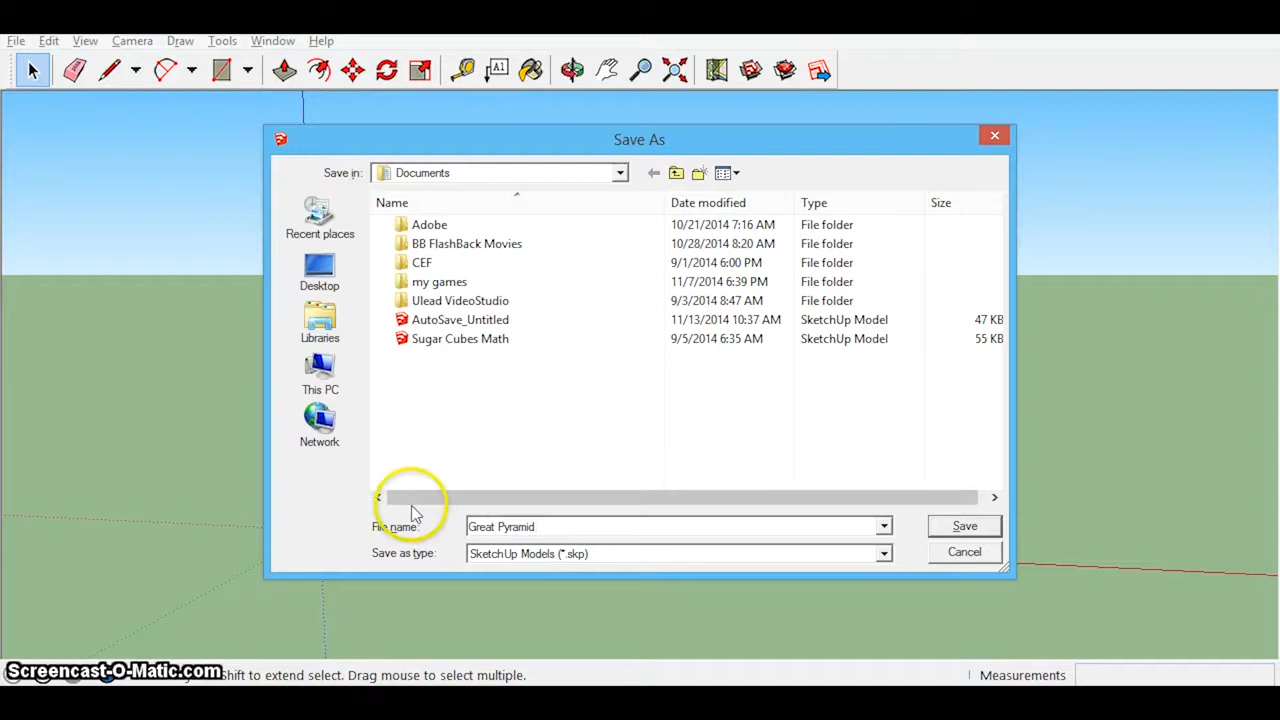 File Edit View Camera Draw Tools Window Help
A1
Save As
Save in: Documents
Name Date modified Type Size
Recent places
Desktop
Libraries
This PC
Network
Adobe 10/21/2014 7:16 AM File folder
BB FlashBack Movies 10/28/2014 8:20 AM File folder
CEF 9/1/2014 6:00 PM File folder
my games 11/7/2014 6:39 PM File folder
Ulead VideoStudio 9/3/2014 8:47 AM File folder
AutoSave_Untitled 11/13/2014 10:37 AM SketchUp Model 47 KB
Sugar Cubes Math 9/5/2014 6:35 AM SketchUp Model 55 KB
File name: Great Pyramid Save
Save as type: SketchUp Models (*.skp) Cancel
Screencast-O-Matic.com Shift to extend select. Drag mouse to select multiple. Measurements